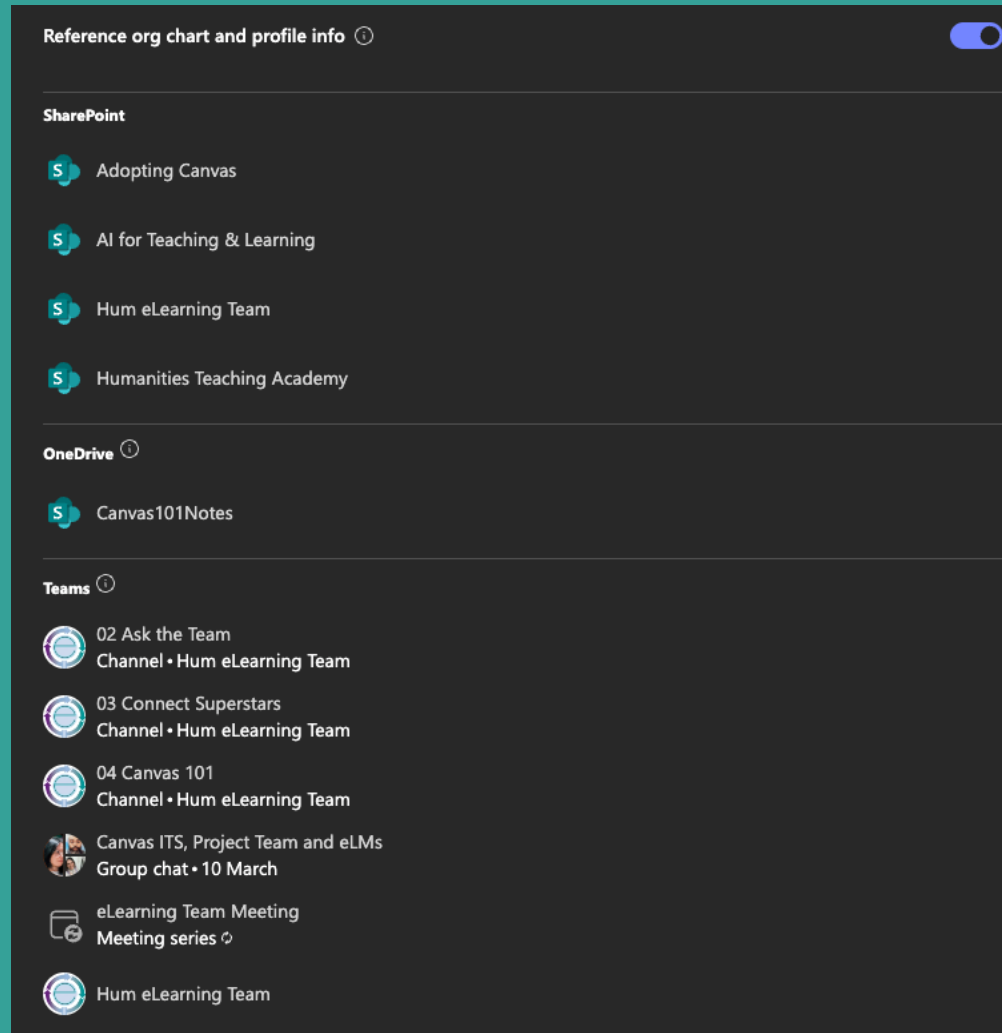 Reference org chart and profile info
SharePoint
Adopting Canvas
AI for Teaching & Learning
Hum eLearning Team
Humanities Teaching Academy
OneDrive
Canvas101Notes
Teams
02 Ask the Team
Channel • Hum eLearning Team
03 Connect Superstars
Channel • Hum eLearning Team
04 Canvas 101
Channel • Hum eLearning Team
Canvas ITS, Project Team and eLMs
Group chat • 10 March
eLearning Team Meeting
Meeting series
Hum eLearning Team